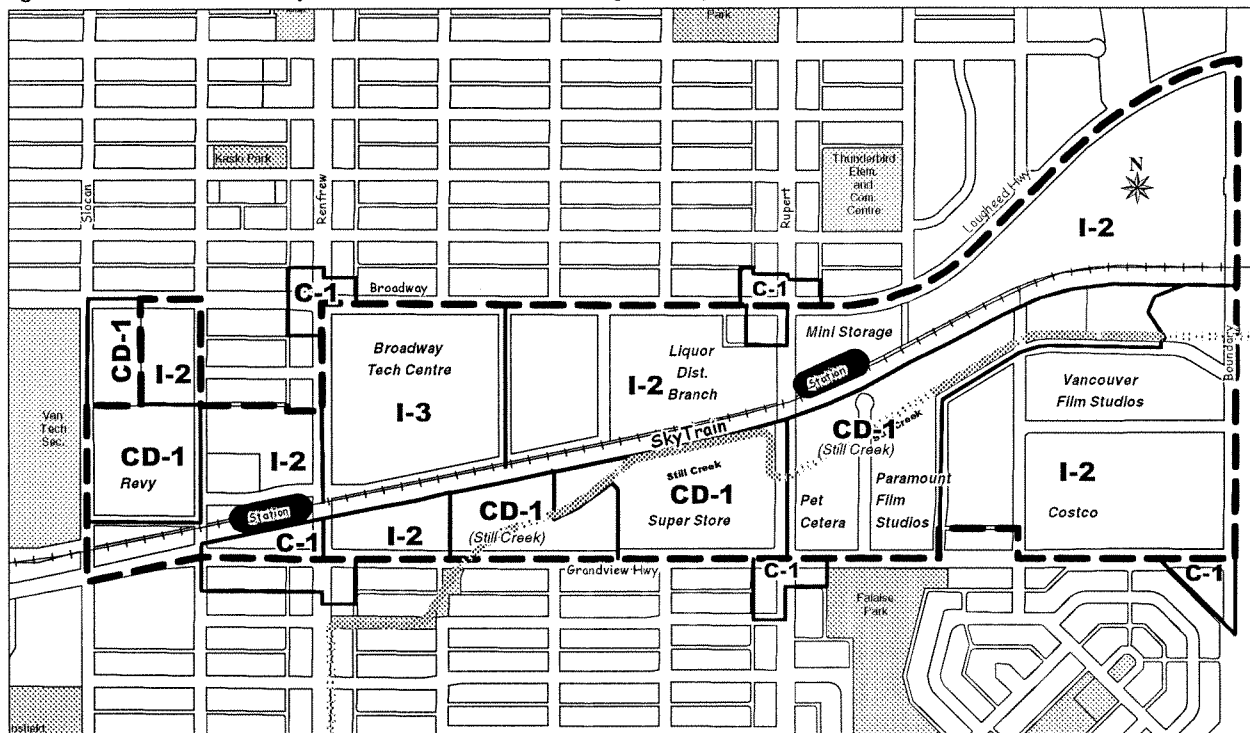 Park
Kaslo Park
Thunderbird
Elem.
and
Com.
Centre
Slocan
Renfrew
Rupert
Lougheed Hwy
N
I-2
C-1
Broadway
C-1
CD-1
I-2
Broadway
Tech Centre
I-3
Liquor
Dist.
Branch
I-2
Mini Storage
Station
Boundary
Vancouver
Film Studios
Van
Tech
Sec.
CD-1
Revy
I-2
SkyTrain
Still Creek
CD-1
(Still Creek)
Still Creek
CD-1
Super Store
Pet
Cetera
Paramount
Film
Studios
I-2
Costco
Station
C-1
I-2
CD-1
(Still Creek)
Grandview Hwy
C-1
C-1
Falaise
Park